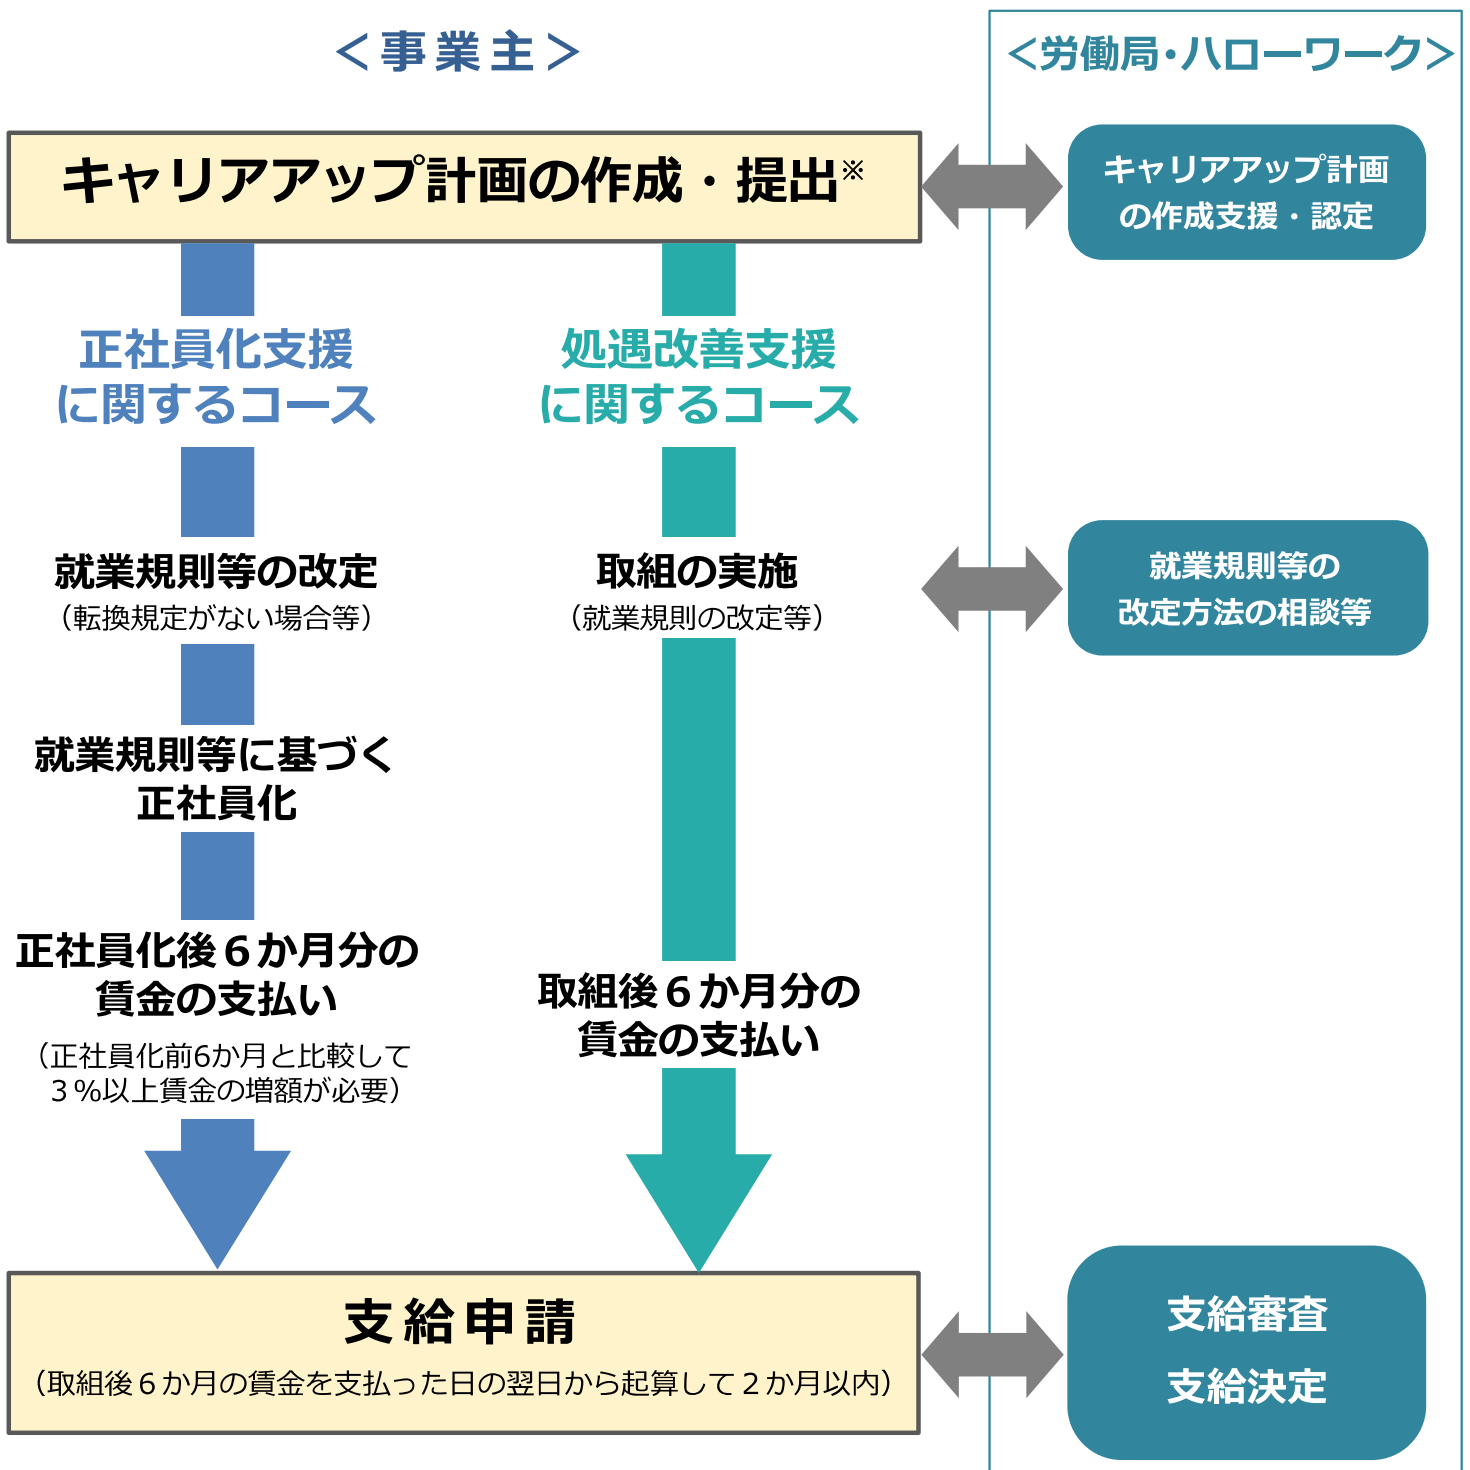 ＜事業主＞
＜労働局・ハローワーク＞
キャリアアップ計画の作成・提出※
キャリアアップ計画
の作成支援・認定
正社員化支援
に関するコース
処遇改善支援
に関するコース
就業規則等の改定
（転換規定がない場合等）
取組の実施
（就業規則の改定等）
就業規則等の
改定方法の相談等
就業規則等に基づく
正社員化
正社員化後６か月分の
賃金の支払い
（正社員化前6か月と比較して
３％以上賃金の増額が必要）
取組後６か月分の
賃金の支払い
支給申請
（取組後６か月の賃金を支払った日の翌日から起算して２か月以内）
支給審査
支給決定